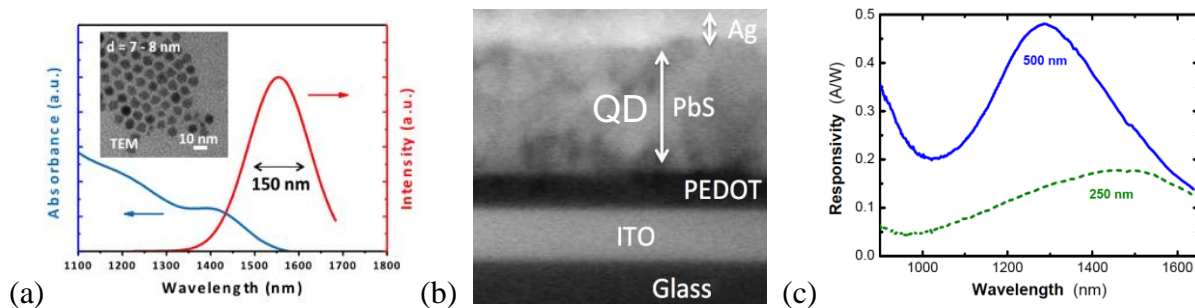 d = 7 - 8 nm
TEM
10 nm
150 nm
Absorbance (a.u.)
Intensity (a.u.)
1100 1200 1300 1400 1500 1600 1700 1800
Wavelength (nm)
(a)
Ag
QD
PbS
PEDOT
ITO
Glass
(b)
0.5
0.4
0.3
0.2
0.1
0.0
500 nm
250 nm
Responsivity (A/W)
1000 1200 1400 1600
Wavelength (nm)
(c)